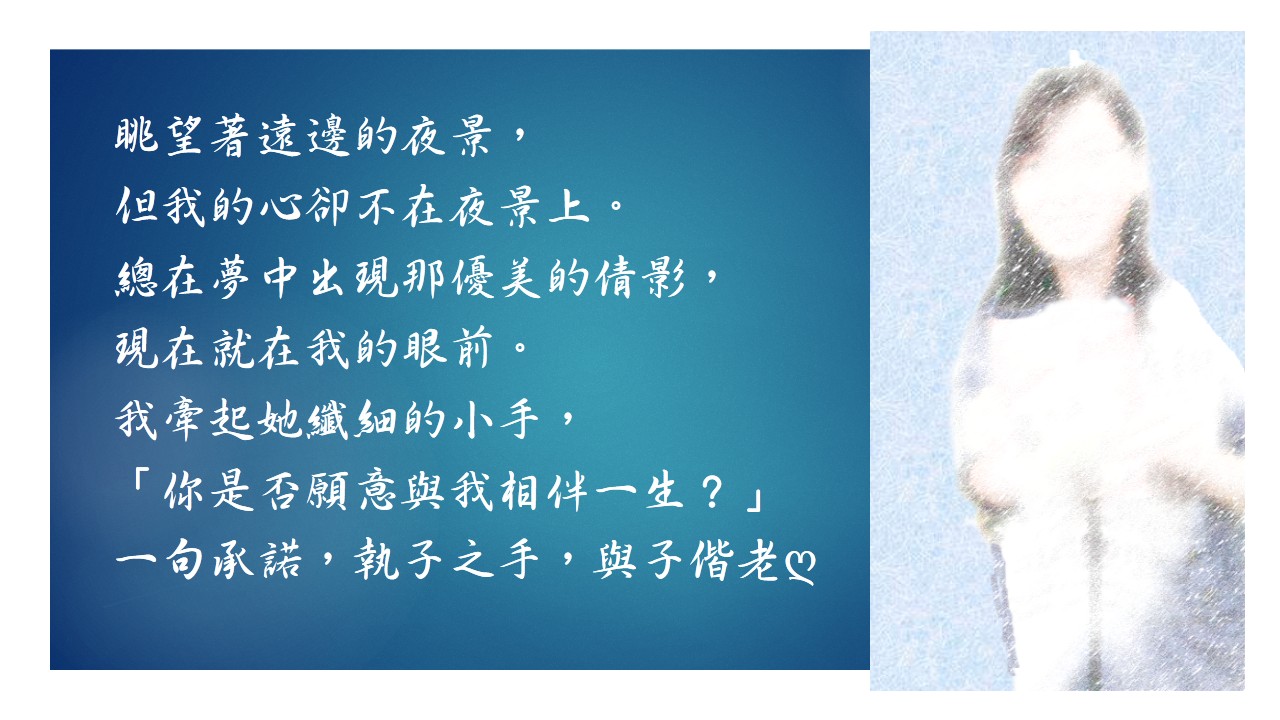 眺望著遠邊的夜景，
但我的心卻不在夜景上。
總在夢中出現那優美的倩影，
現在就在我的眼前。
我牽起她纖細的小手，
「你是否願意與我相伴一生？」
一句承諾，執子之手，與子偕老ღ